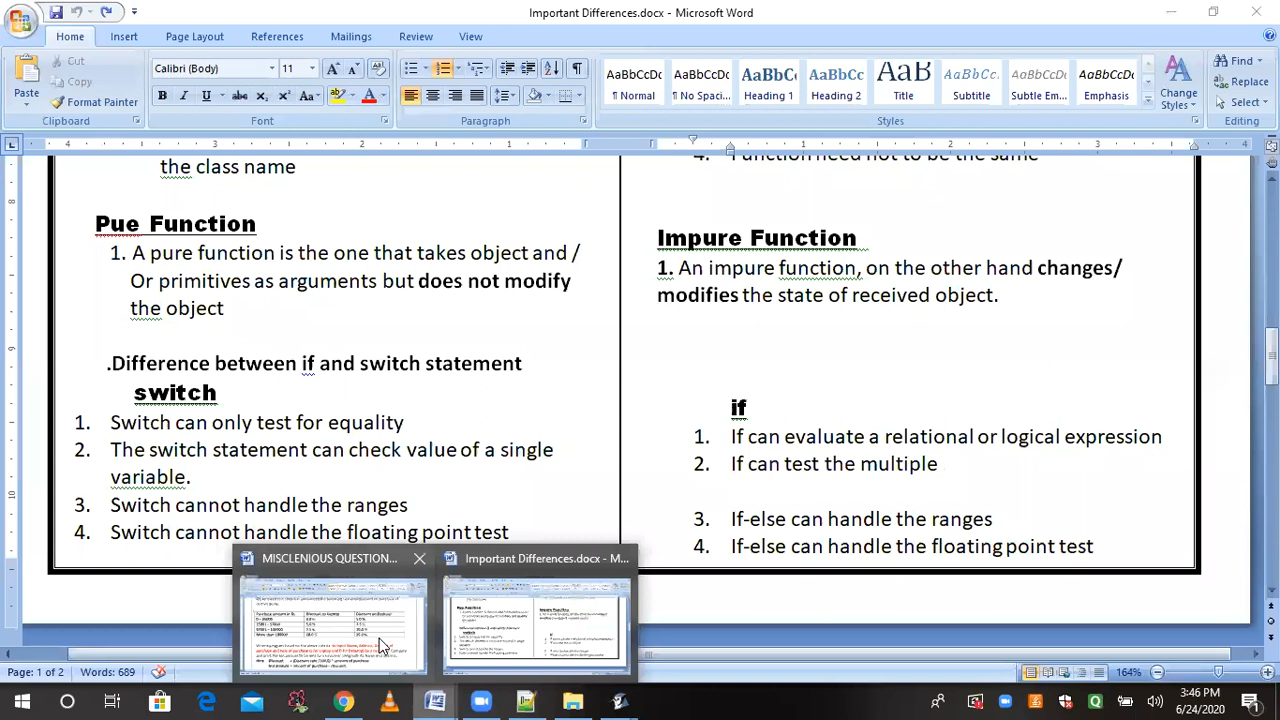 Important Differences.docx - Microsoft Word
Home Insert Page Layout References Mailings Review View
Paste
Cut
Copy
Format Painter
Clipboard
Calibri (Body) 11
Font
Paragraph
AaBbCcDc AaBbCcDc AaBbCc AaBbCc AaB AaBbCc. AaBbCcDc AaBbCcDc
¶ Normal ¶ No Spaci... Heading 1 Heading 2 Title Subtitle Subtle Em... Emphasis
Change Styles
Styles
Find
Replace
Select
Editing
the class name
Pue Function
1. A pure function is the one that takes object and /
Or primitives as arguments but does not modify
the object
.Difference between if and switch statement
switch
1. Switch can only test for equality
2. The switch statement can check value of a single
variable.
3. Switch cannot handle the ranges
4. Switch cannot handle the floating point test
4. Function need not to be the same
Impure Function
1. An impure function, on the other hand changes/
modifies the state of received object.
if
1. If can evaluate a relational or logical expression
2. If can test the multiple
3. If-else can handle the ranges
4. If-else can handle the floating point test
MISCLENIOUS QUESTION...
Important Differences.docx - M...
Page: 1 of 2 Words: 689
164%
3:46 PM
6/24/2020